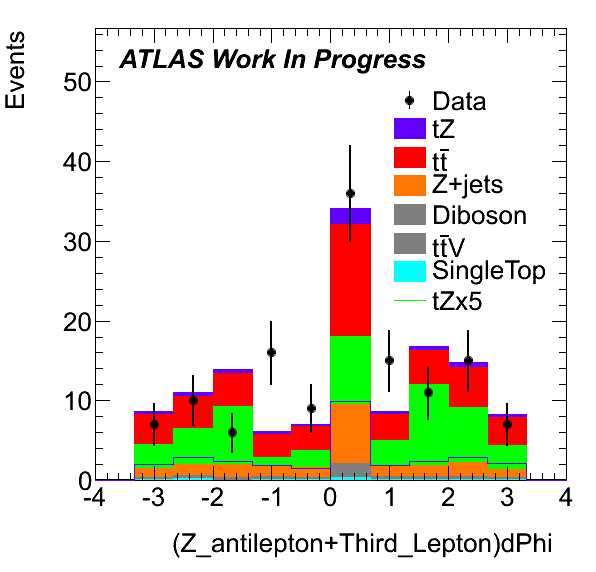 Events
ATLAS Work In Progress
50
40
30
20
10
0
Data
tZ
tt̄
Z+jets
Diboson
tt̄V
SingleTop
tZx5
-4 -3 -2 -1 0 1 2 3 4
(Z_antilepton+Third_Lepton)dPhi